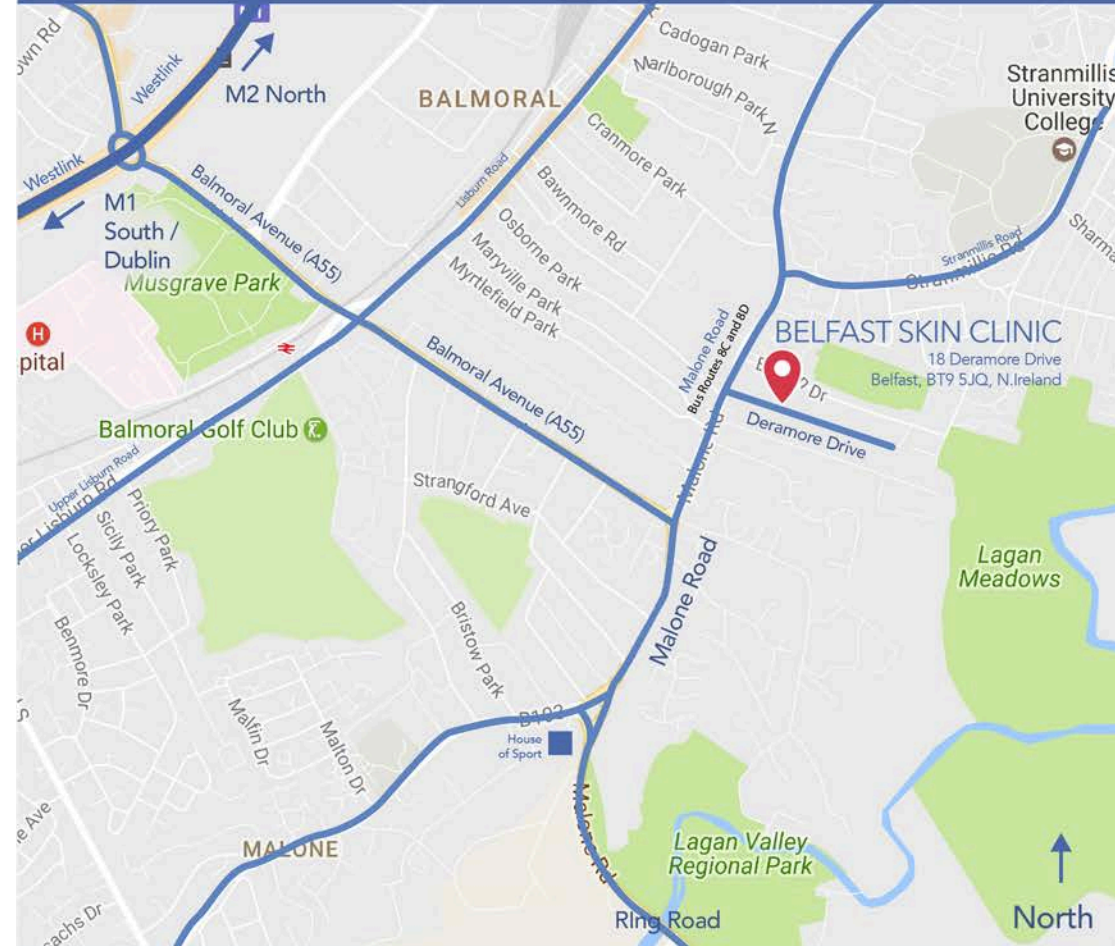 Cadogan Park
Marlborough Park N
Stranmillis
University
College
Westlink
M2 North
BALMORAL
Cranmore Park
Westlink
Balmoral Avenue (A55)
Lisburn Road
Bawnmore Rd
M1
South /
Dublin
Osborne Park
Maryville Park
Myrtlefield Park
Stranmillis Road
Stranmillis Rd
Musgrave Park
H
Malone Road
Bus Routes 8C and 8D
BELFAST SKIN CLINIC
18 Deramore Drive
Belfast, BT9 5JQ, N.Ireland
Balmoral Avenue (A55)
Deramore Drive
Balmoral Golf Club
Upper Lisburn Road
Malone Rd
Strangford Ave
Priory Park
Sicily Park
Locksley Park
Lagan
Meadows
Malone Road
Benmore Dr
Bristow Park
Malfin Dr
Malton Dr
House
of Sport
Malone Rd
MALONE
Lagan Valley
Regional Park
RIng Road
North